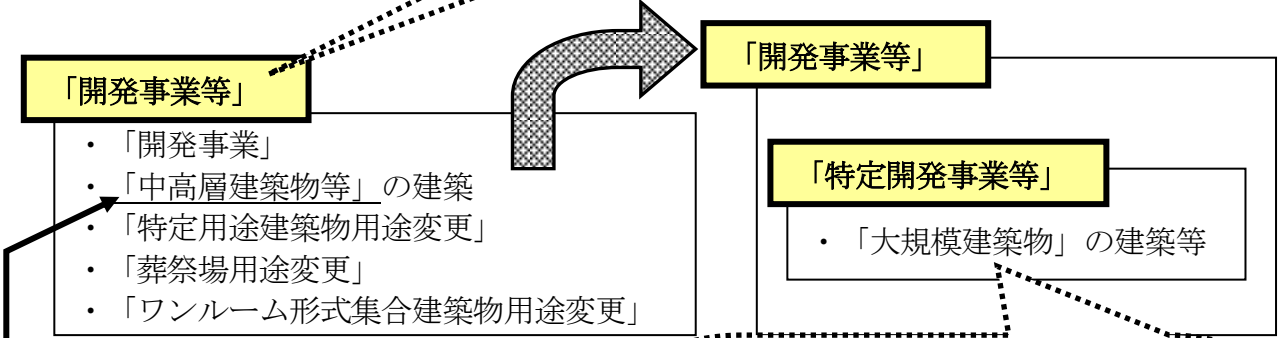 「開発事業等」
・「開発事業」
・「中高層建築物等」の建築
・「特定用途建築物用途変更」
・「葬祭場用途変更」
・「ワンルーム形式集合建築物用途変更」
「開発事業等」
「特定開発事業等」
・「大規模建築物」の建築等